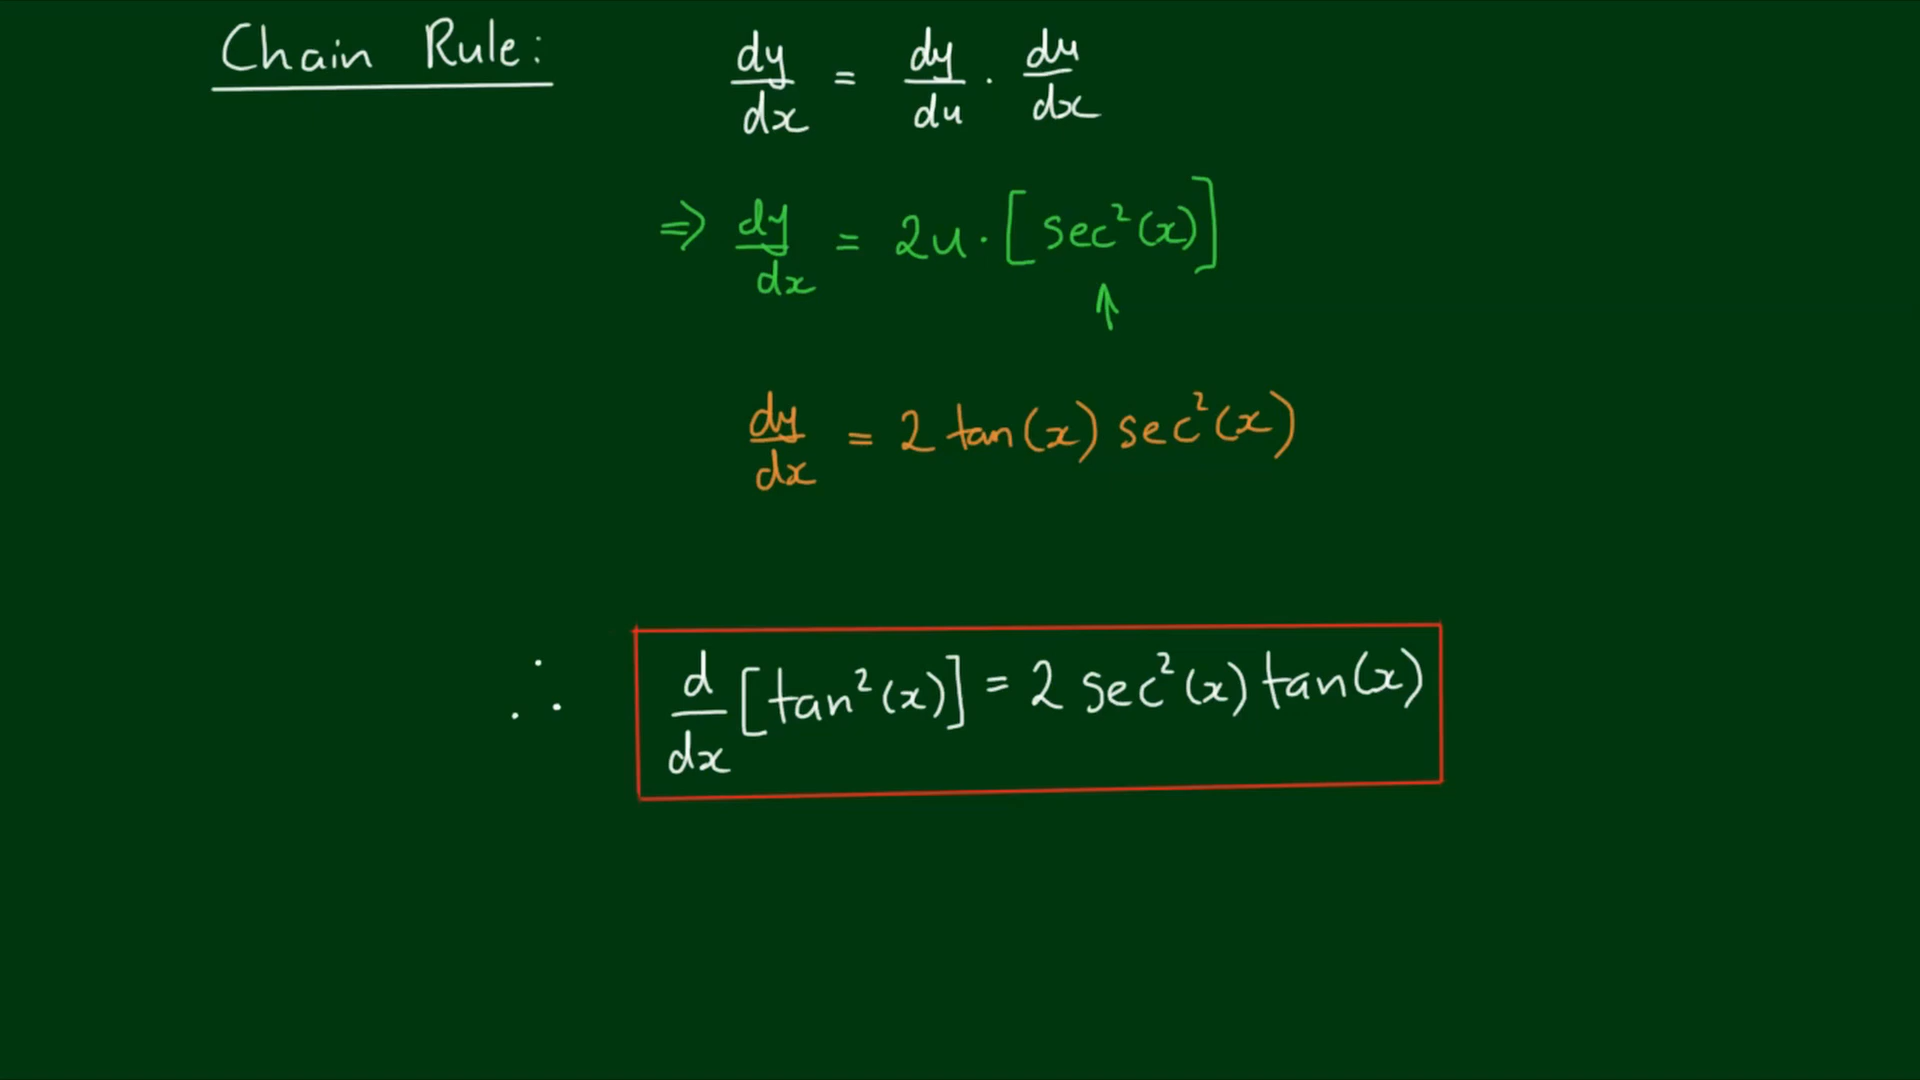 Chain Rule: dy/dx = dy/du · du/dx
⇒ dy/dx = 2u · [sec²(x)]
↑
dy/dx = 2 tan(x) sec²(x)
∴ d/dx [tan²(x)] = 2 sec²(x) tan(x)